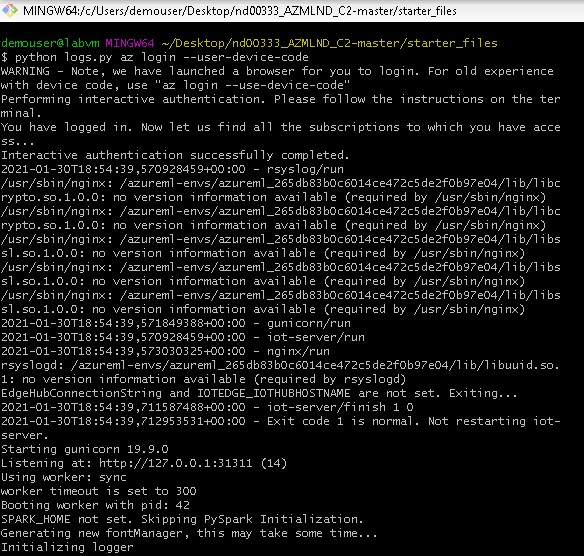 MINGW64:/c/Users/demouser/Desktop/nd00333_AZMLND_C2-master/starter_files
demouser@labvm MINGW64 ~/Desktop/nd00333_AZMLND_C2-master/starter_files
$ python logs.py az login --user-device-code
WARNING - Note, we have launched a browser for you to login. For old experience
with device code, use "az login --use-device-code"
Performing interactive authentication. Please follow the instructions on the ter
minal.
You have logged in. Now let us find all the subscriptions to which you have acce
ss...
Interactive authentication successfully completed.
2021-01-30T18:54:39,570928459+00:00 - rsyslog/run
/usr/sbin/nginx: /azureml-envs/azureml_265db83b0c6014ce472c5de2f0b97e04/lib/libc
rypto.so.1.0.0: no version information available (required by /usr/sbin/nginx)
/usr/sbin/nginx: /azureml-envs/azureml_265db83b0c6014ce472c5de2f0b97e04/lib/libc
rypto.so.1.0.0: no version information available (required by /usr/sbin/nginx)
/usr/sbin/nginx: /azureml-envs/azureml_265db83b0c6014ce472c5de2f0b97e04/lib/libs
sl.so.1.0.0: no version information available (required by /usr/sbin/nginx)
/usr/sbin/nginx: /azureml-envs/azureml_265db83b0c6014ce472c5de2f0b97e04/lib/libs
sl.so.1.0.0: no version information available (required by /usr/sbin/nginx)
/usr/sbin/nginx: /azureml-envs/azureml_265db83b0c6014ce472c5de2f0b97e04/lib/libs
sl.so.1.0.0: no version information available (required by /usr/sbin/nginx)
2021-01-30T18:54:39,571849388+00:00 - gunicorn/run
2021-01-30T18:54:39,570928459+00:00 - iot-server/run
2021-01-30T18:54:39,573030325+00:00 - nginx/run
rsyslogd: /azureml-envs/azureml_265db83b0c6014ce472c5de2f0b97e04/lib/libuuid.so.
1: no version information available (required by rsyslogd)
EdgeHubConnectionString and IOTEDGE_IOTHUBHOSTNAME are not set. Exiting...
2021-01-30T18:54:39,711587488+00:00 - iot-server/finish 1 0
2021-01-30T18:54:39,712953531+00:00 - Exit code 1 is normal. Not restarting iot-
server.
Starting gunicorn 19.9.0
Listening at: http://127.0.0.1:31311 (14)
Using worker: sync
worker timeout is set to 300
Booting worker with pid: 42
SPARK_HOME not set. Skipping PySpark Initialization.
Generating new fontManager, this may take some time...
Initializing logger